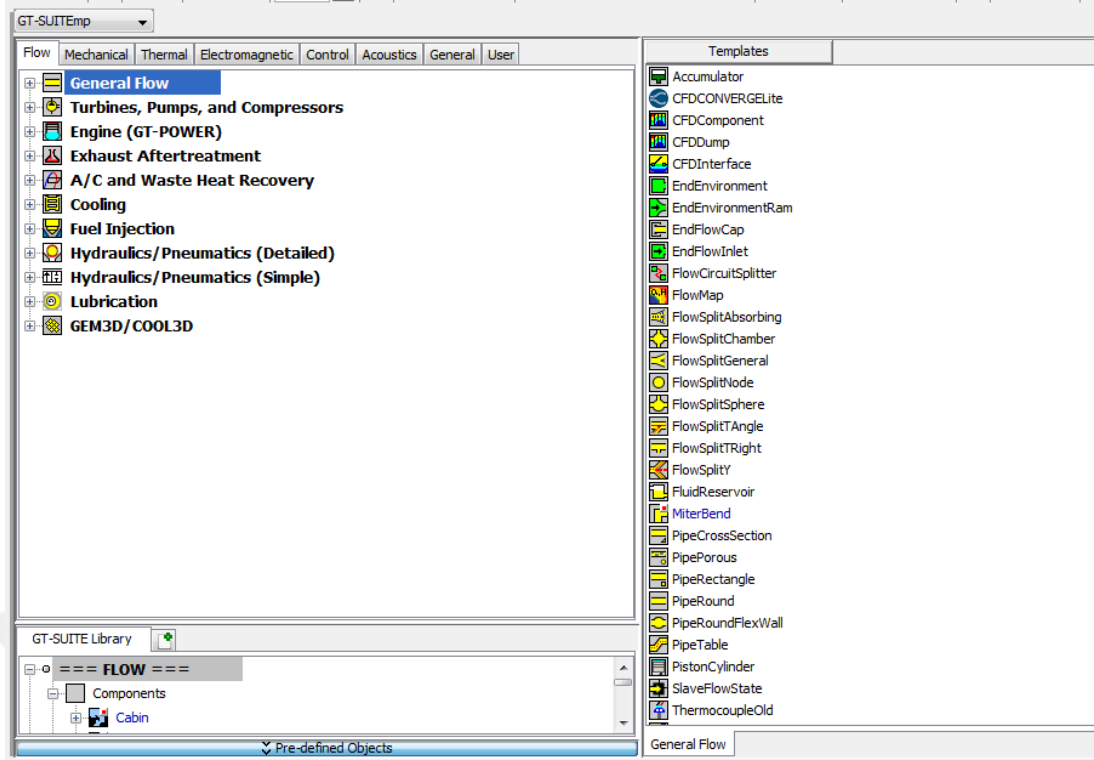 GT-SUITEmp
Flow Mechanical Thermal Electromagnetic Control Acoustics General User
General Flow
Turbines, Pumps, and Compressors
Engine (GT-POWER)
Exhaust Aftertreatment
A/C and Waste Heat Recovery
Cooling
Fuel Injection
Hydraulics/Pneumatics (Detailed)
Hydraulics/Pneumatics (Simple)
Lubrication
GEM3D/COOL3D
GT-SUITE Library
=== FLOW ===
Components
Cabin
Pre-defined Objects
Templates
Accumulator
CFDCONVERGELite
CFDComponent
CFDDump
CFDInterface
EndEnvironment
EndEnvironmentRam
EndFlowCap
EndFlowInlet
FlowCircuitSplitter
FlowMap
FlowSplitAbsorbing
FlowSplitChamber
FlowSplitGeneral
FlowSplitNode
FlowSplitSphere
FlowSplitTAngle
FlowSplitTRight
FlowSplitY
FluidReservoir
MiterBend
PipeCrossSection
PipePorous
PipeRectangle
PipeRound
PipeRoundFlexWall
PipeTable
PistonCylinder
SlaveFlowState
ThermocoupleOld
General Flow